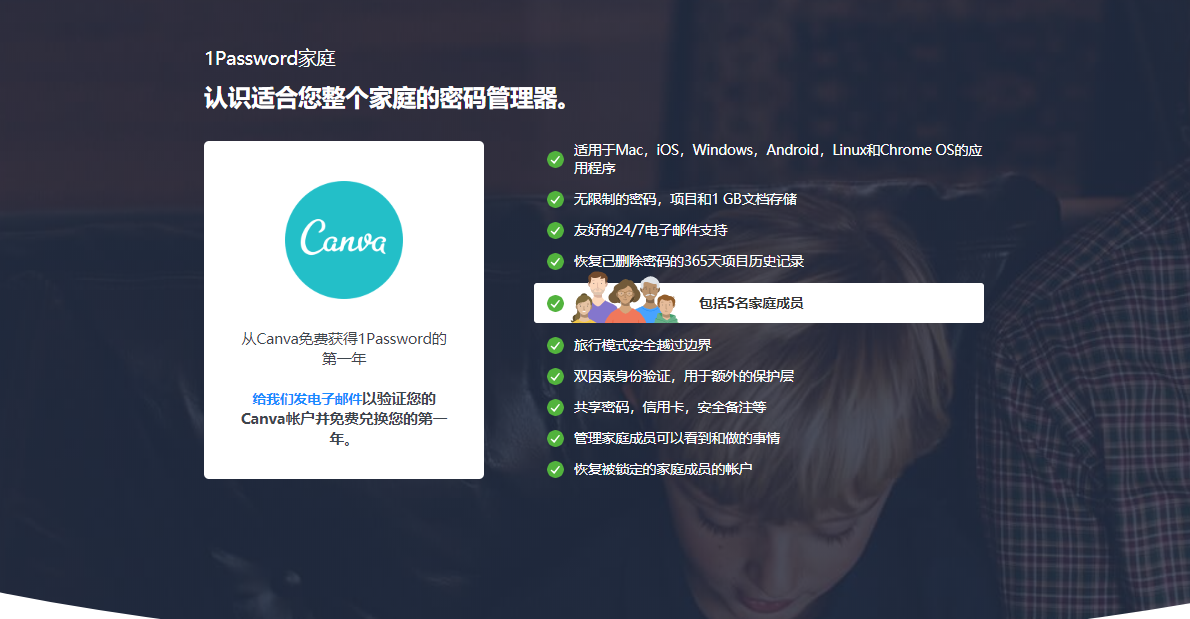 1Password家庭
认识适合您整个家庭的密码管理器。
Canva
从Canva免费获得1Password的
第一年
给我们发电子邮件以验证您的
Canva帐户并免费兑换您的第一
年。
适用于Mac，iOS，Windows，Android，Linux和Chrome OS的应
用程序
无限制的密码，项目和1 GB文档存储
友好的24/7电子邮件支持
恢复已删除密码的365天项目历史记录
包括5名家庭成员
旅行模式安全越过边界
双因素身份验证，用于额外的保护层
共享密码，信用卡，安全备注等
管理家庭成员可以看到和做的事情
恢复被锁定的家庭成员的帐户